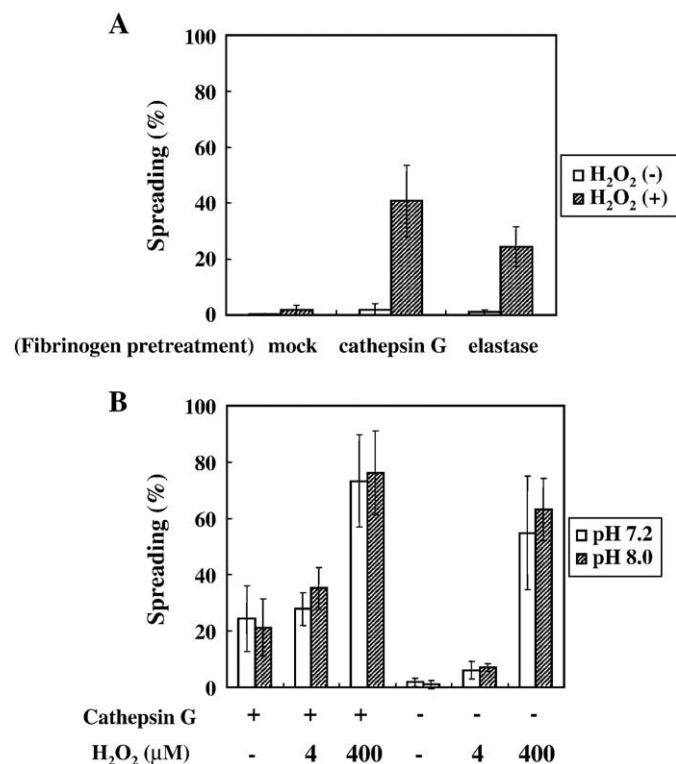 A
100
80
60
40
20
0
Spreading (%)
H₂O₂ (-)
H₂O₂ (+)
(Fibrinogen pretreatment) mock cathepsin G elastase
B
100
80
60
40
20
0
Spreading (%)
pH 7.2
pH 8.0
Cathepsin G + + + - - -
H₂O₂ (μM) - 4 400 - 4 400